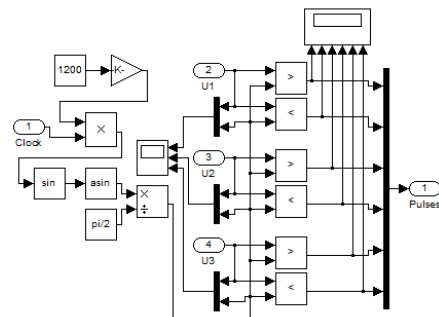 1200
K-
1
Clock
×
sin
asin
pi/2
×
÷
2
U1
>
<
3
U2
>
<
4
U3
>
<
1
Pulses